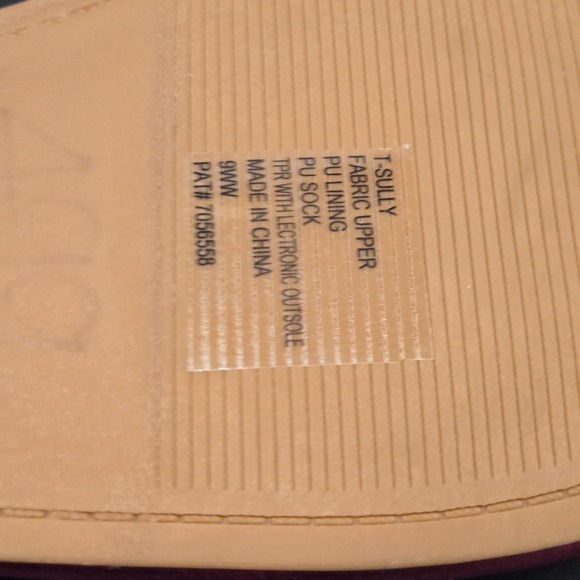 T-SULLY
FABRIC UPPER
PU LINING
PU SOCK
TPR WITH LECTRONIC OUTSOLE
MADE IN CHINA
9WW
PAT# 7056558